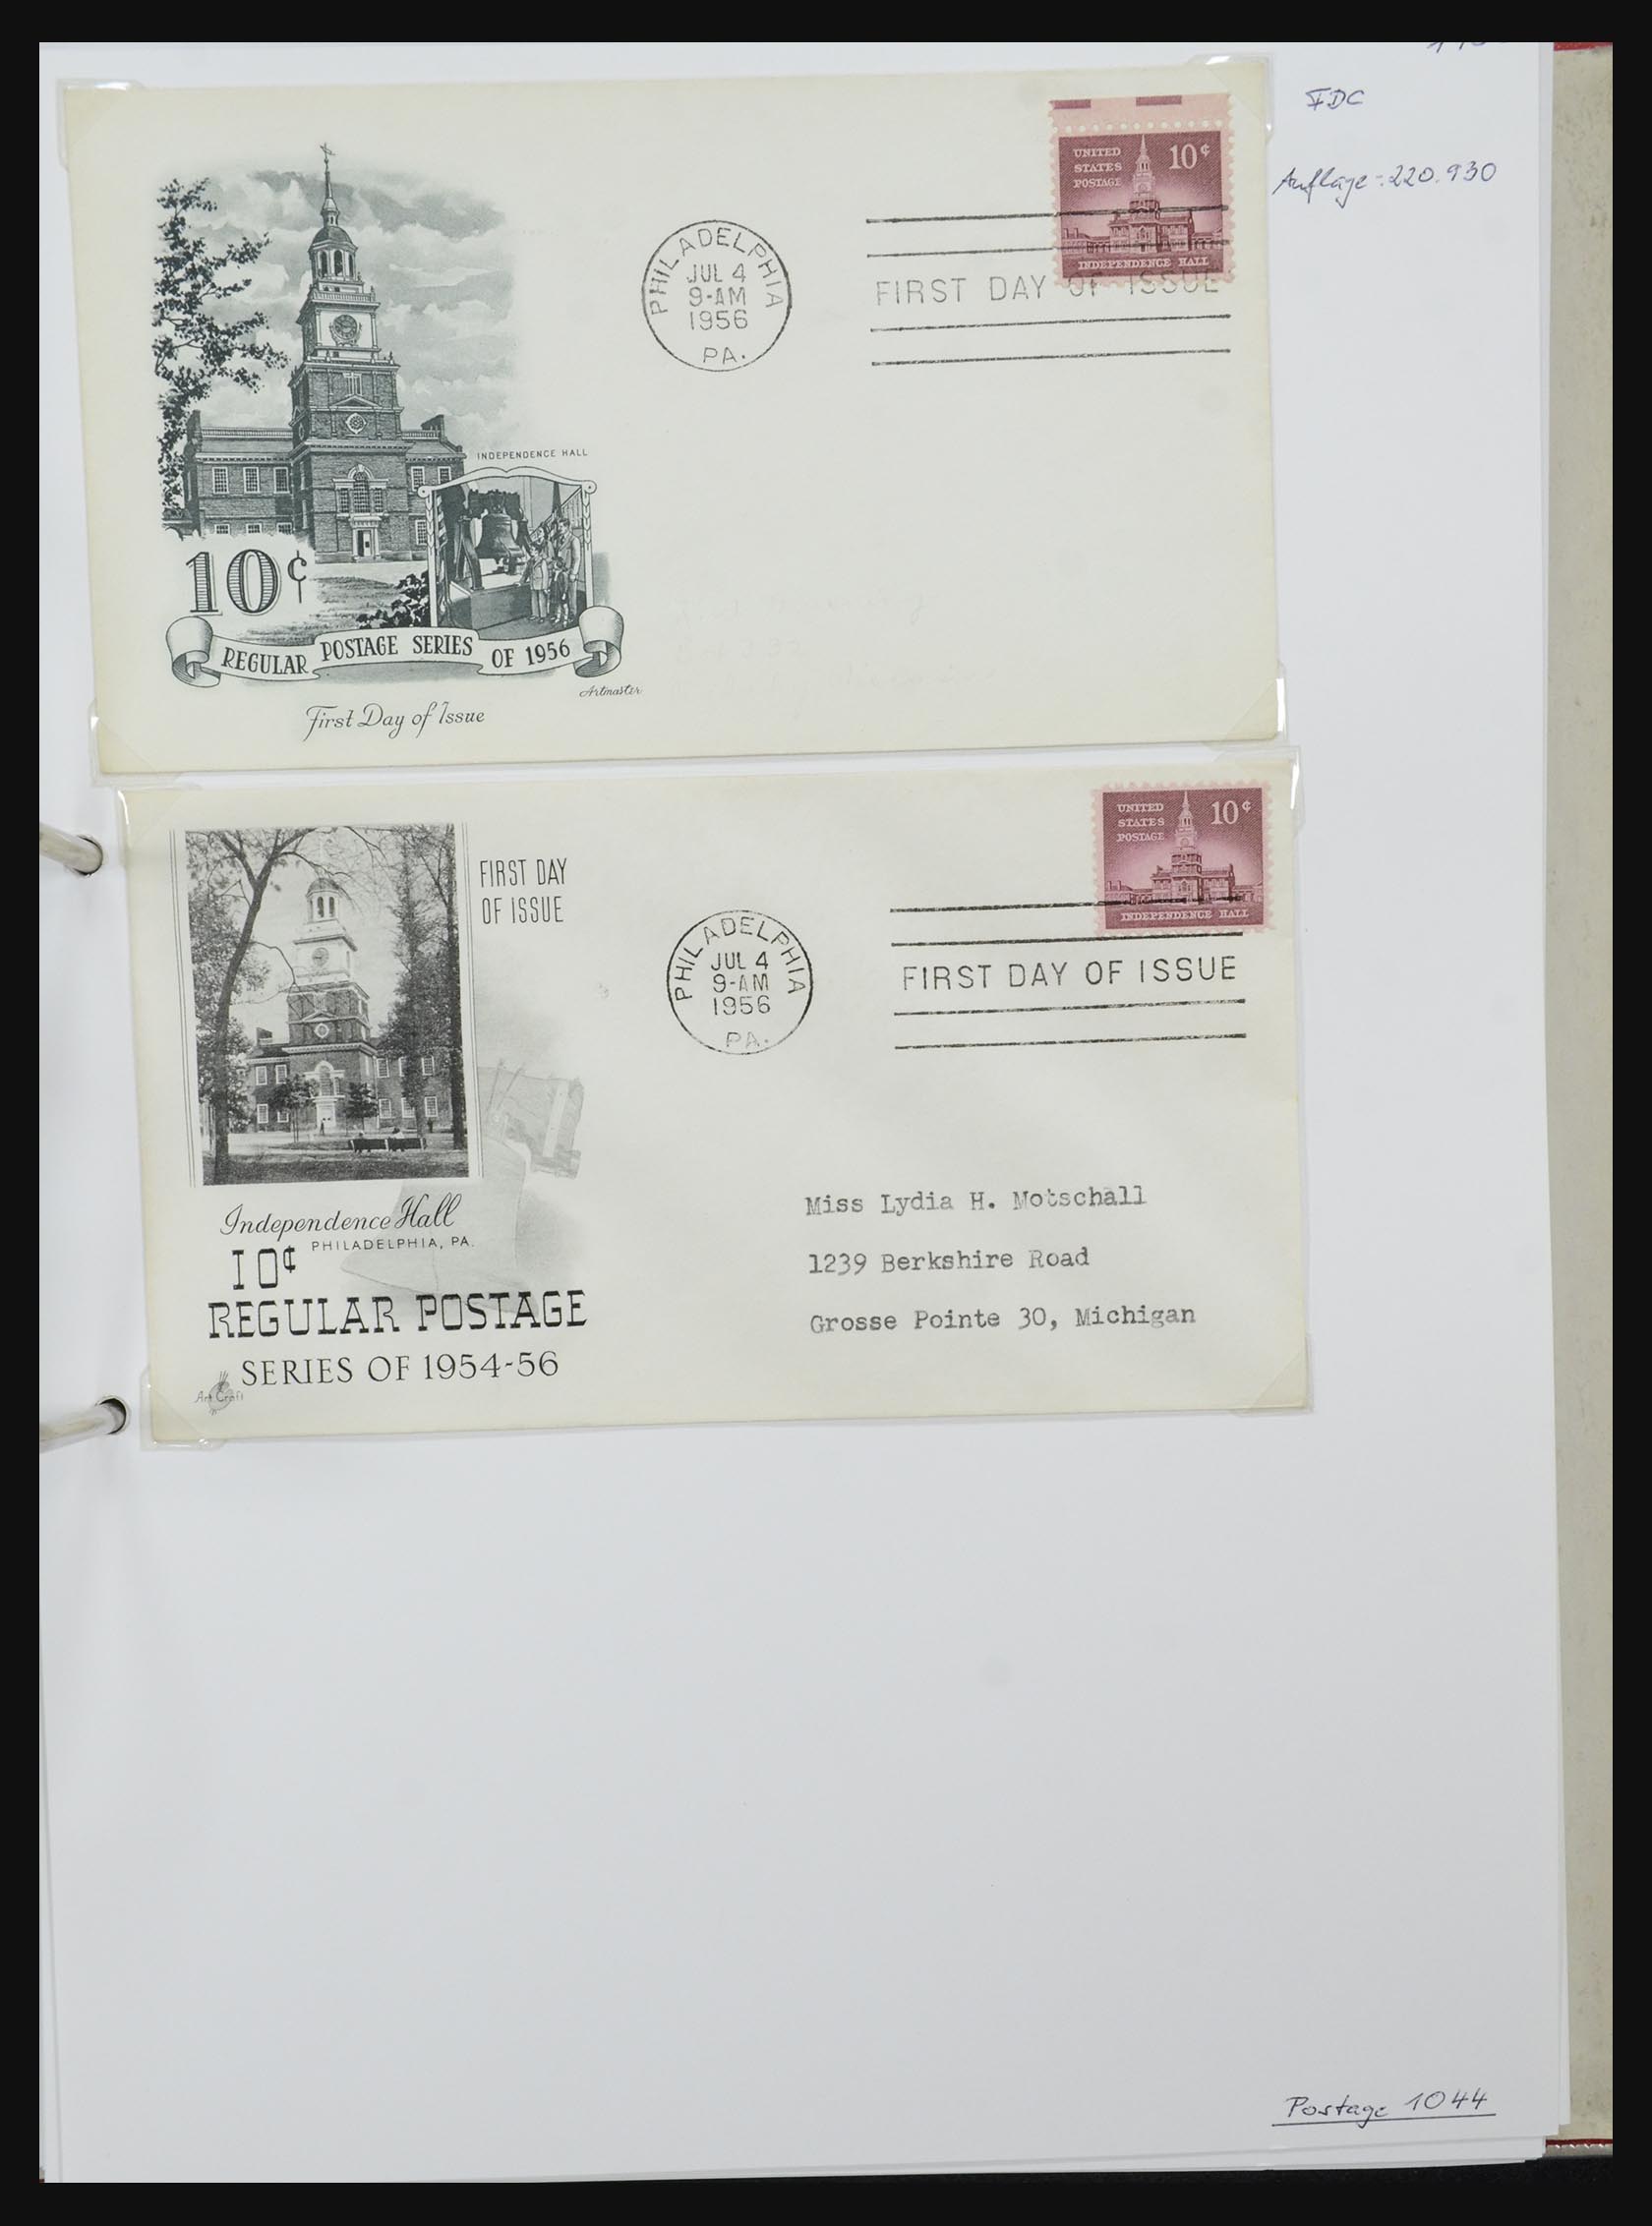 FDC
Auflage: 220.930
UNITED STATES POSTAGE 10¢
INDEPENDENCE HALL
PHILADELPHIA
JUL 4
9-AM
1956
PA.
FIRST DAY OF ISSUE
INDEPENDENCE HALL
10¢
REGULAR POSTAGE SERIES OF 1956
Artmaster
First Day of Issue
UNITED STATES POSTAGE 10¢
INDEPENDENCE HALL
FIRST DAY
OF ISSUE
PHILADELPHIA
JUL 4
9-AM
1956
PA.
FIRST DAY OF ISSUE
Miss Lydia H. Motschall
1239 Berkshire Road
Grosse Pointe 30, Michigan
Independence Hall
PHILADELPHIA, PA.
10¢
REGULAR POSTAGE
SERIES OF 1954-56
Art Craft
Postage 1044